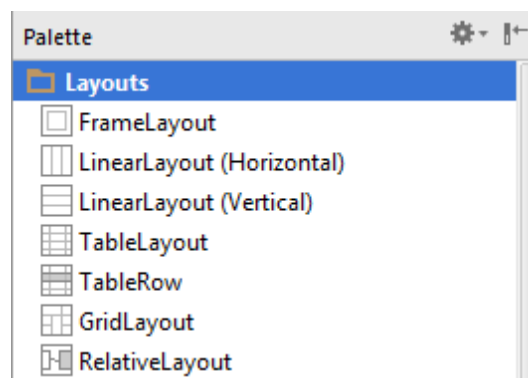 Palette
Layouts
FrameLayout
LinearLayout (Horizontal)
LinearLayout (Vertical)
TableLayout
TableRow
GridLayout
RelativeLayout